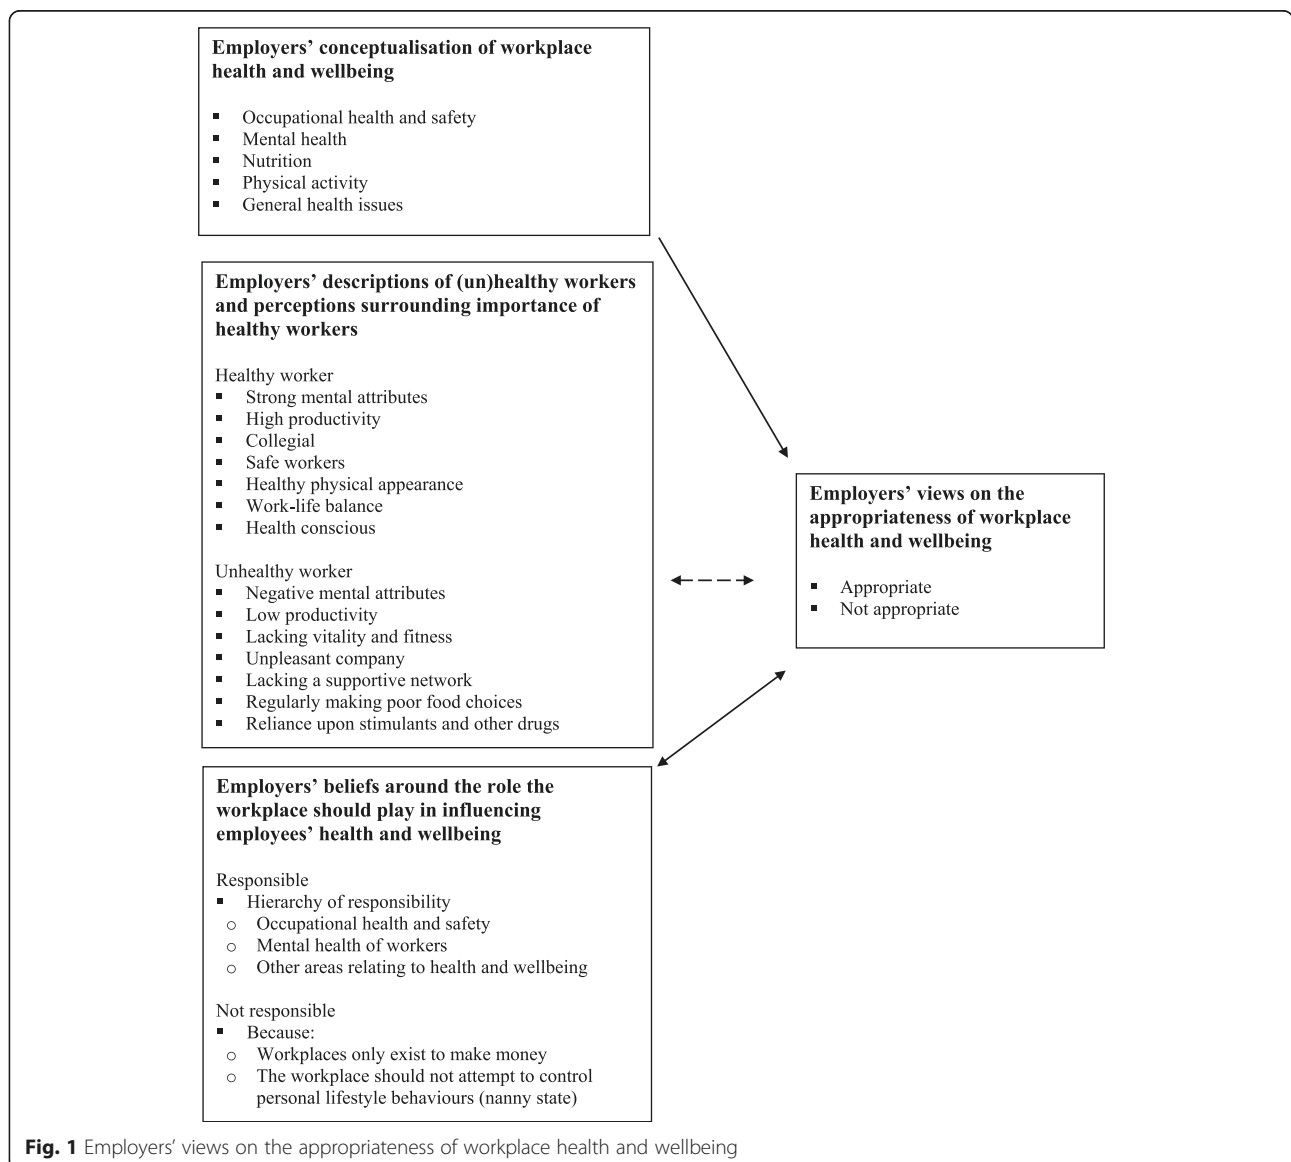 Employers’ conceptualisation of workplace
health and wellbeing
▪ Occupational health and safety
▪ Mental health
▪ Nutrition
▪ Physical activity
▪ General health issues
Employers’ descriptions of (un)healthy workers
and perceptions surrounding importance of
healthy workers
Healthy worker
▪ Strong mental attributes
▪ High productivity
▪ Collegial
▪ Safe workers
▪ Healthy physical appearance
▪ Work-life balance
▪ Health conscious
Unhealthy worker
▪ Negative mental attributes
▪ Low productivity
▪ Lacking vitality and fitness
▪ Unpleasant company
▪ Lacking a supportive network
▪ Regularly making poor food choices
▪ Reliance upon stimulants and other drugs
Employers’ beliefs around the role the
workplace should play in influencing
employees’ health and wellbeing
Responsible
▪ Hierarchy of responsibility
o Occupational health and safety
o Mental health of workers
o Other areas relating to health and wellbeing
Not responsible
▪ Because:
o Workplaces only exist to make money
o The workplace should not attempt to control
personal lifestyle behaviours (nanny state)
Employers’ views on the
appropriateness of workplace
health and wellbeing
▪ Appropriate
▪ Not appropriate
Fig. 1 Employers’ views on the appropriateness of workplace health and wellbeing